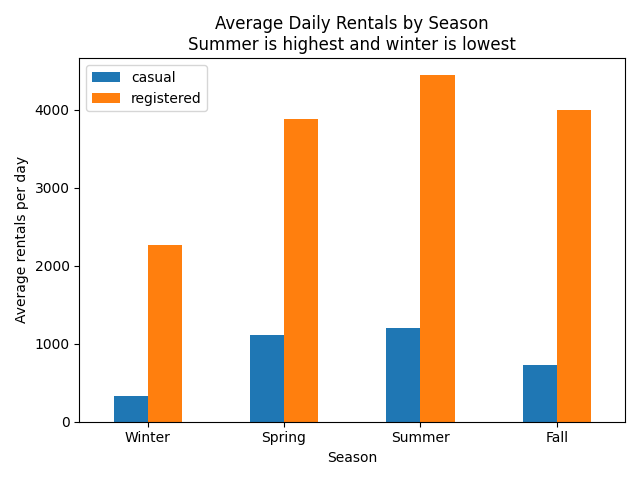 Average Daily Rentals by Season
Summer is highest and winter is lowest
casual
registered
4000
3000
2000
1000
0
Average rentals per day
Winter Spring Summer Fall
Season